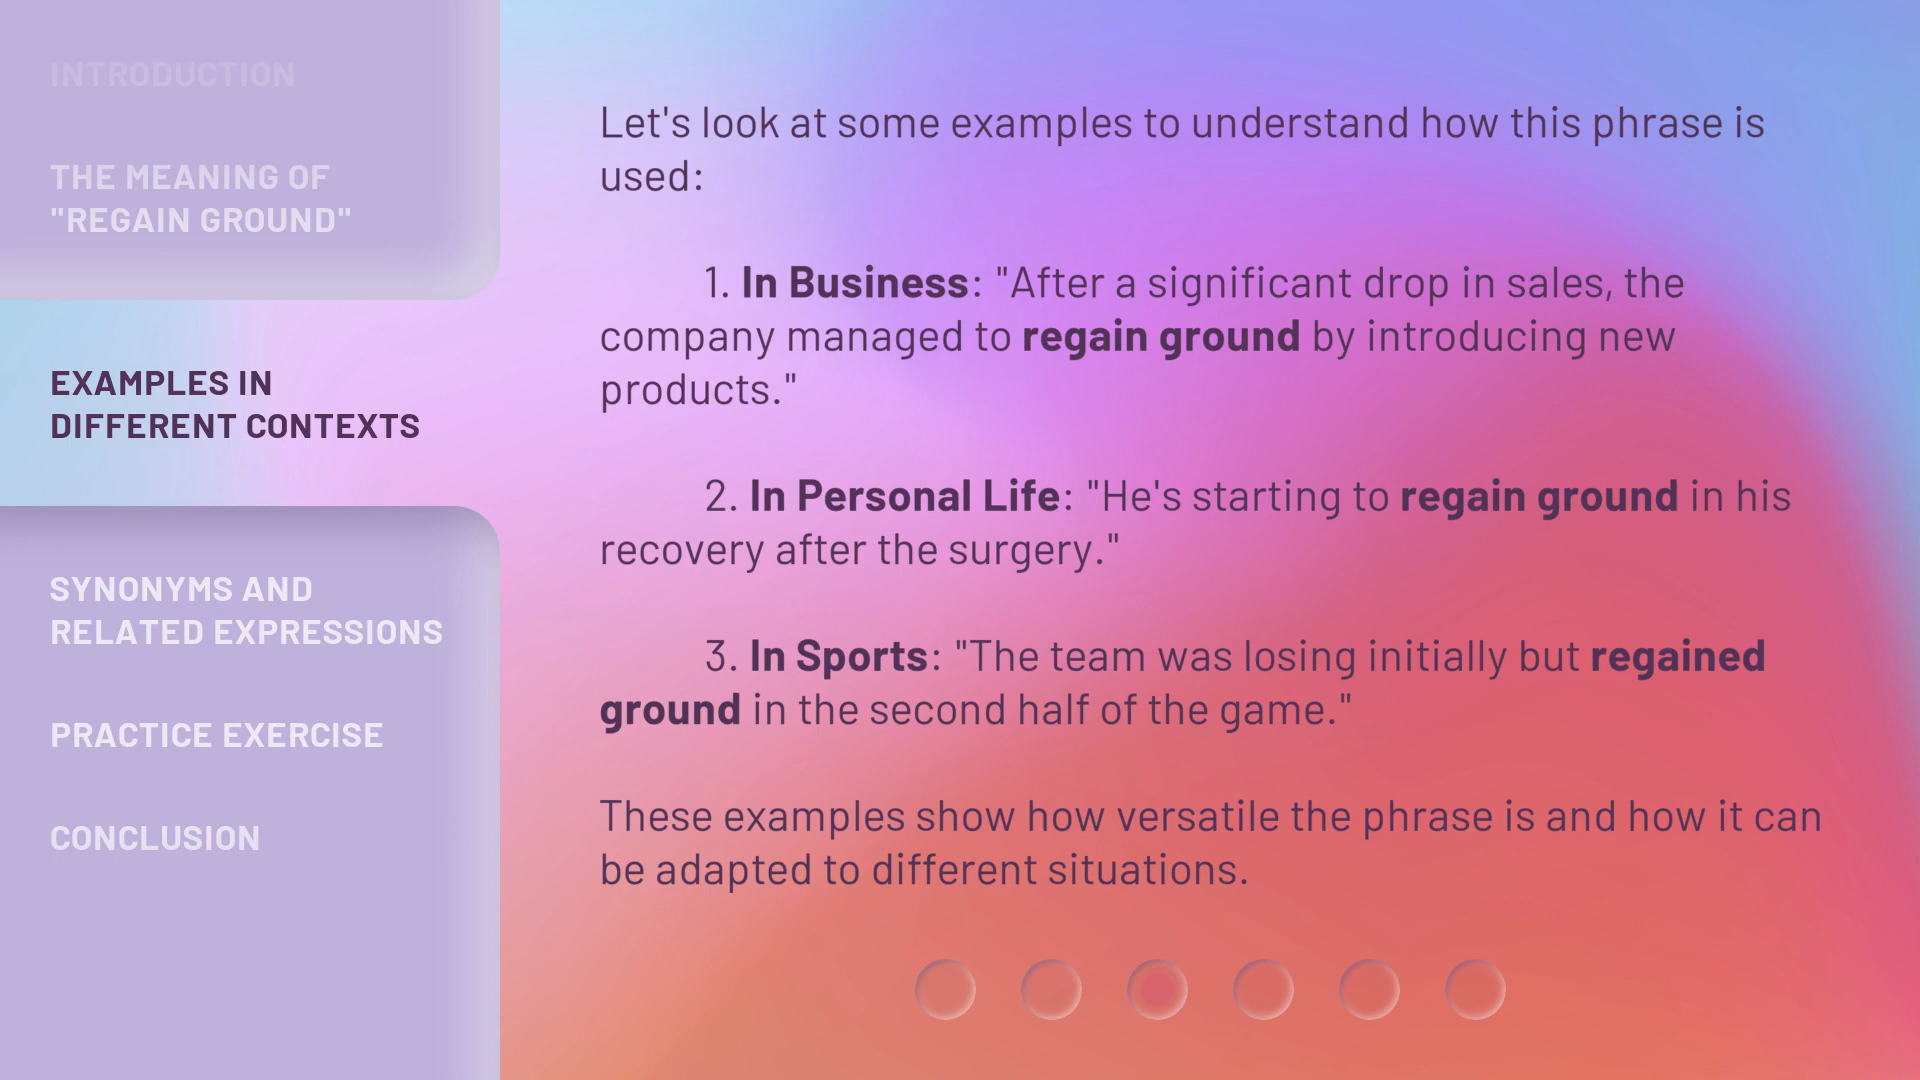 INTRODUCTION
THE MEANING OF
"REGAIN GROUND"
EXAMPLES IN
DIFFERENT CONTEXTS
SYNONYMS AND
RELATED EXPRESSIONS
PRACTICE EXERCISE
CONCLUSION
Let's look at some examples to understand how this phrase is
used:
1. In Business: "After a significant drop in sales, the
company managed to regain ground by introducing new
products."
2. In Personal Life: "He's starting to regain ground in his
recovery after the surgery."
3. In Sports: "The team was losing initially but regained
ground in the second half of the game."
These examples show how versatile the phrase is and how it can
be adapted to different situations.